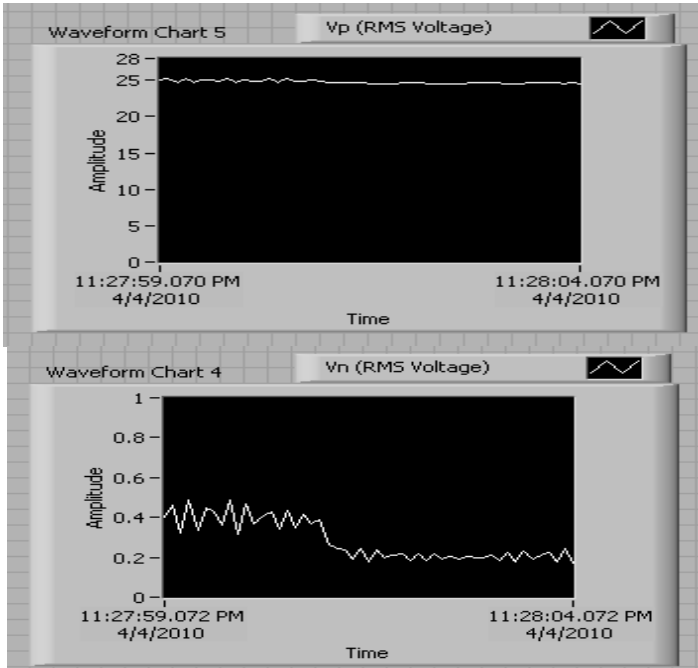 Waveform Chart 5
Vp (RMS Voltage)
28
25
20
15
10
5
0
Amplitude
11:27:59.070 PM
4/4/2010
11:28:04.070 PM
4/4/2010
Time
Waveform Chart 4
Vn (RMS Voltage)
1
0.8
0.6
0.4
0.2
0
Amplitude
11:27:59.072 PM
4/4/2010
11:28:04.072 PM
4/4/2010
Time